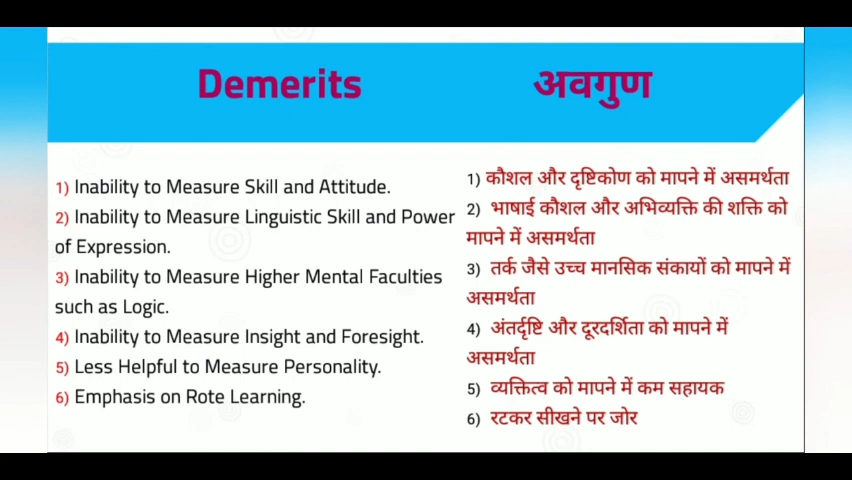 Demerits
अवगुण
1) Inability to Measure Skill and Attitude.
2) Inability to Measure Linguistic Skill and Power
of Expression.
3) Inability to Measure Higher Mental Faculties
such as Logic.
4) Inability to Measure Insight and Foresight.
5) Less Helpful to Measure Personality.
6) Emphasis on Rote Learning.
1) कौशल और दृष्टिकोण को मापने में असमर्थता
2) भाषाई कौशल और अभिव्यक्ति की शक्ति को
मापने में असमर्थता
3) तर्क जैसे उच्च मानसिक संकायों को मापने में
असमर्थता
4) अंतर्दृष्टि और दूरदर्शिता को मापने में
असमर्थता
5) व्यक्तित्व को मापने में कम सहायक
6) रटकर सीखने पर जोर